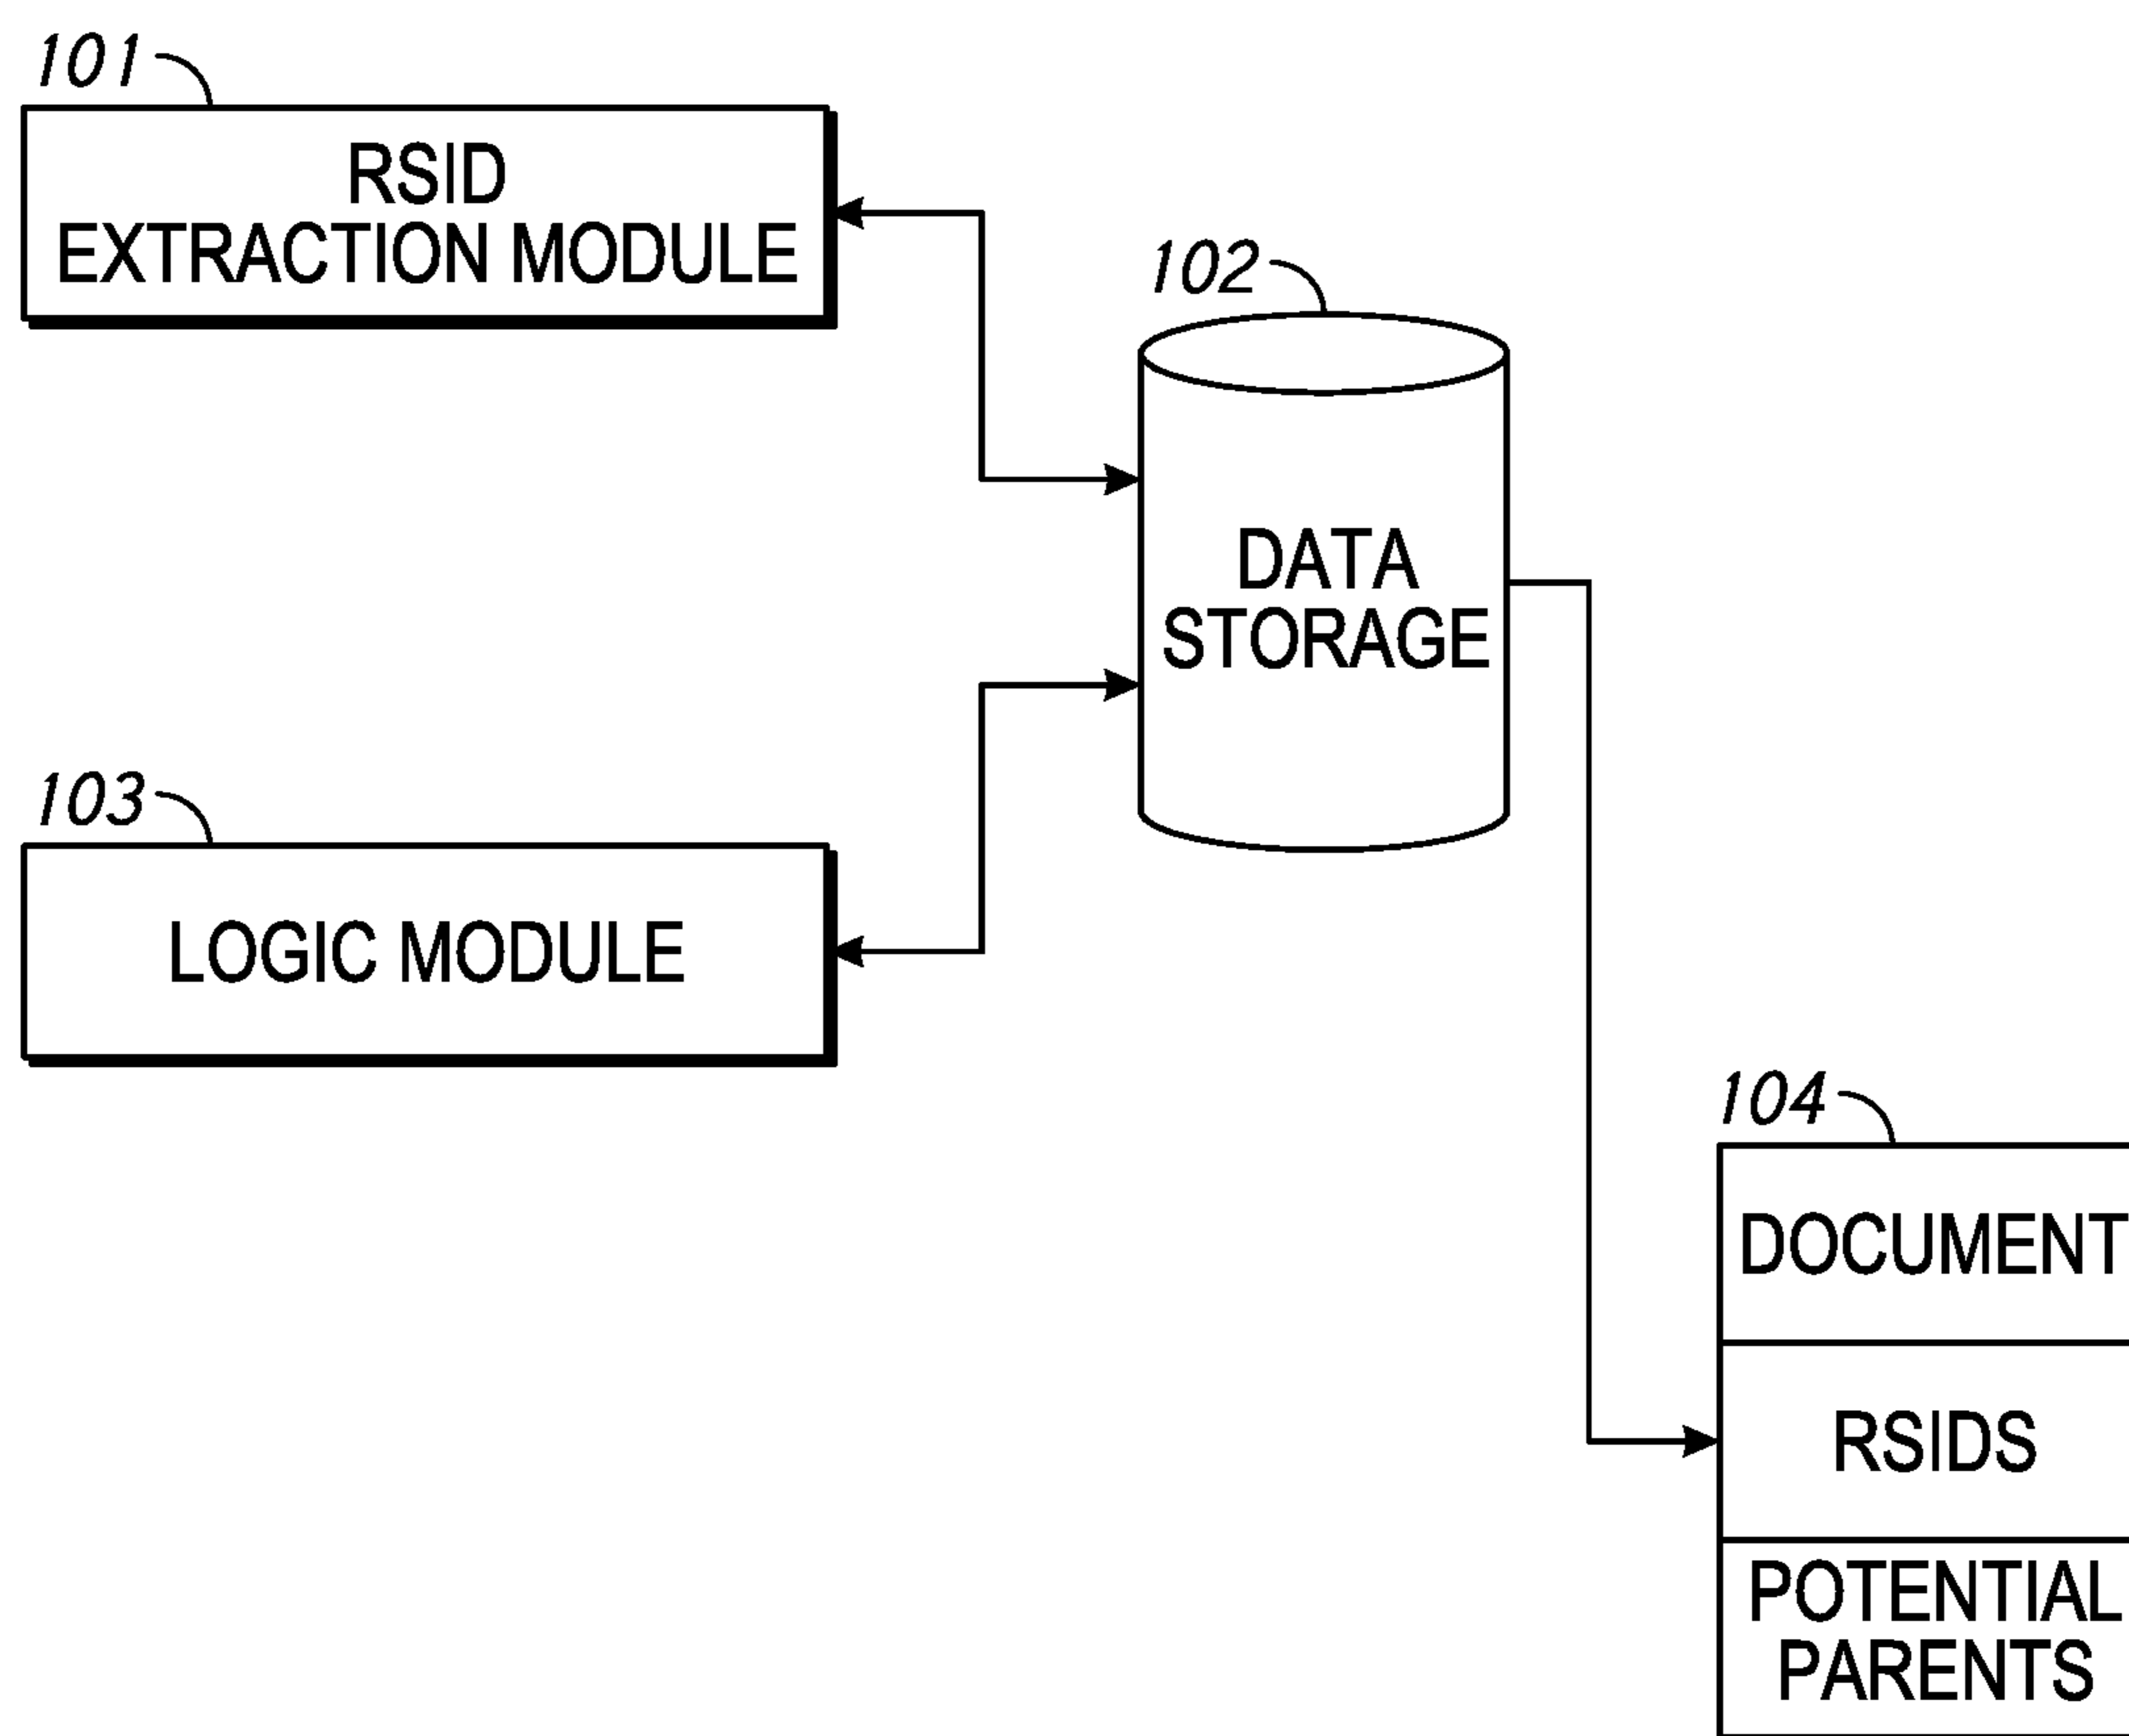 101
RSID
EXTRACTION MODULE
102
DATA
STORAGE
103
LOGIC MODULE
104
DOCUMENT
RSIDS
POTENTIAL
PARENTS